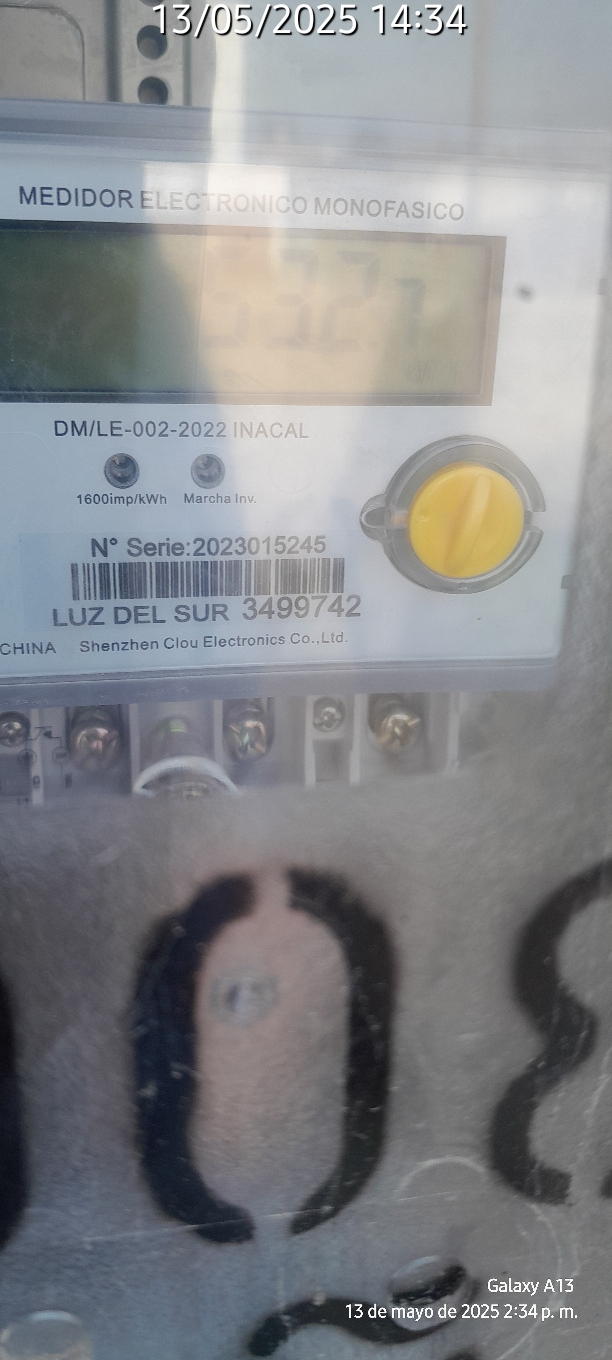 13/05/2025 14:34
MEDIDOR ELECTRONICO MONOFASICO
DM/LE-002-2022 INACAL
1600imp/kWh Marcha Inv.
N° Serie:2023015245
LUZ DEL SUR 3499742
CHINA Shenzhen Clou Electronics Co.,Ltd.
0 8
Galaxy A13
13 de mayo de 2025 2:34 p. m.